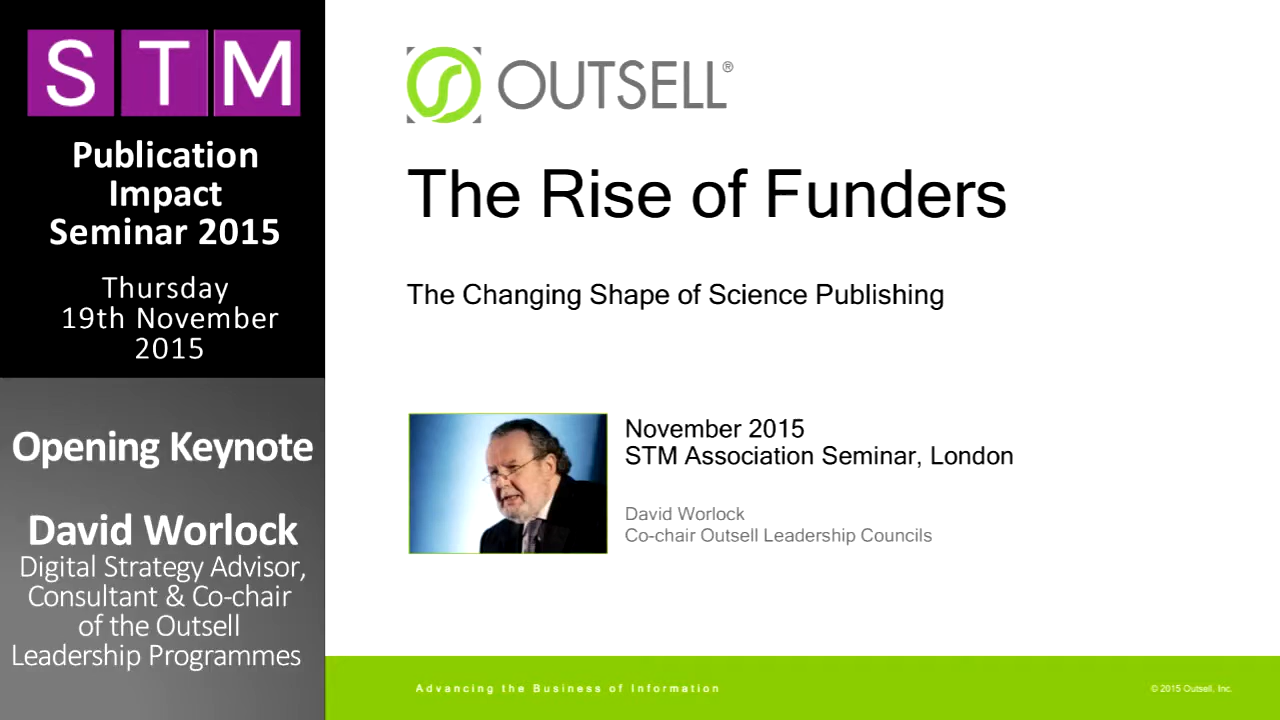 STM
Publication
Impact
Seminar 2015
Thursday
19th November
2015
Opening Keynote
David Worlock
Digital Strategy Advisor,
Consultant & Co-chair
of the Outsell
Leadership Programmes
OUTSELL®
The Rise of Funders
The Changing Shape of Science Publishing
November 2015
STM Association Seminar, London
David Worlock
Co-chair Outsell Leadership Councils
Advancing the Business of Information
© 2015 Outsell, Inc.